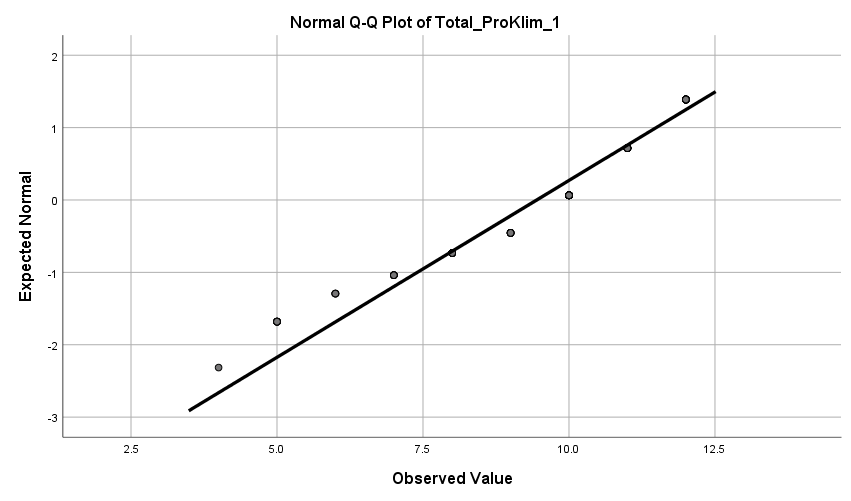 Normal Q-Q Plot of Total_ProKlim_1
2
1
0
-1
-2
-3
Expected Normal
2.5 5.0 7.5 10.0 12.5
Observed Value